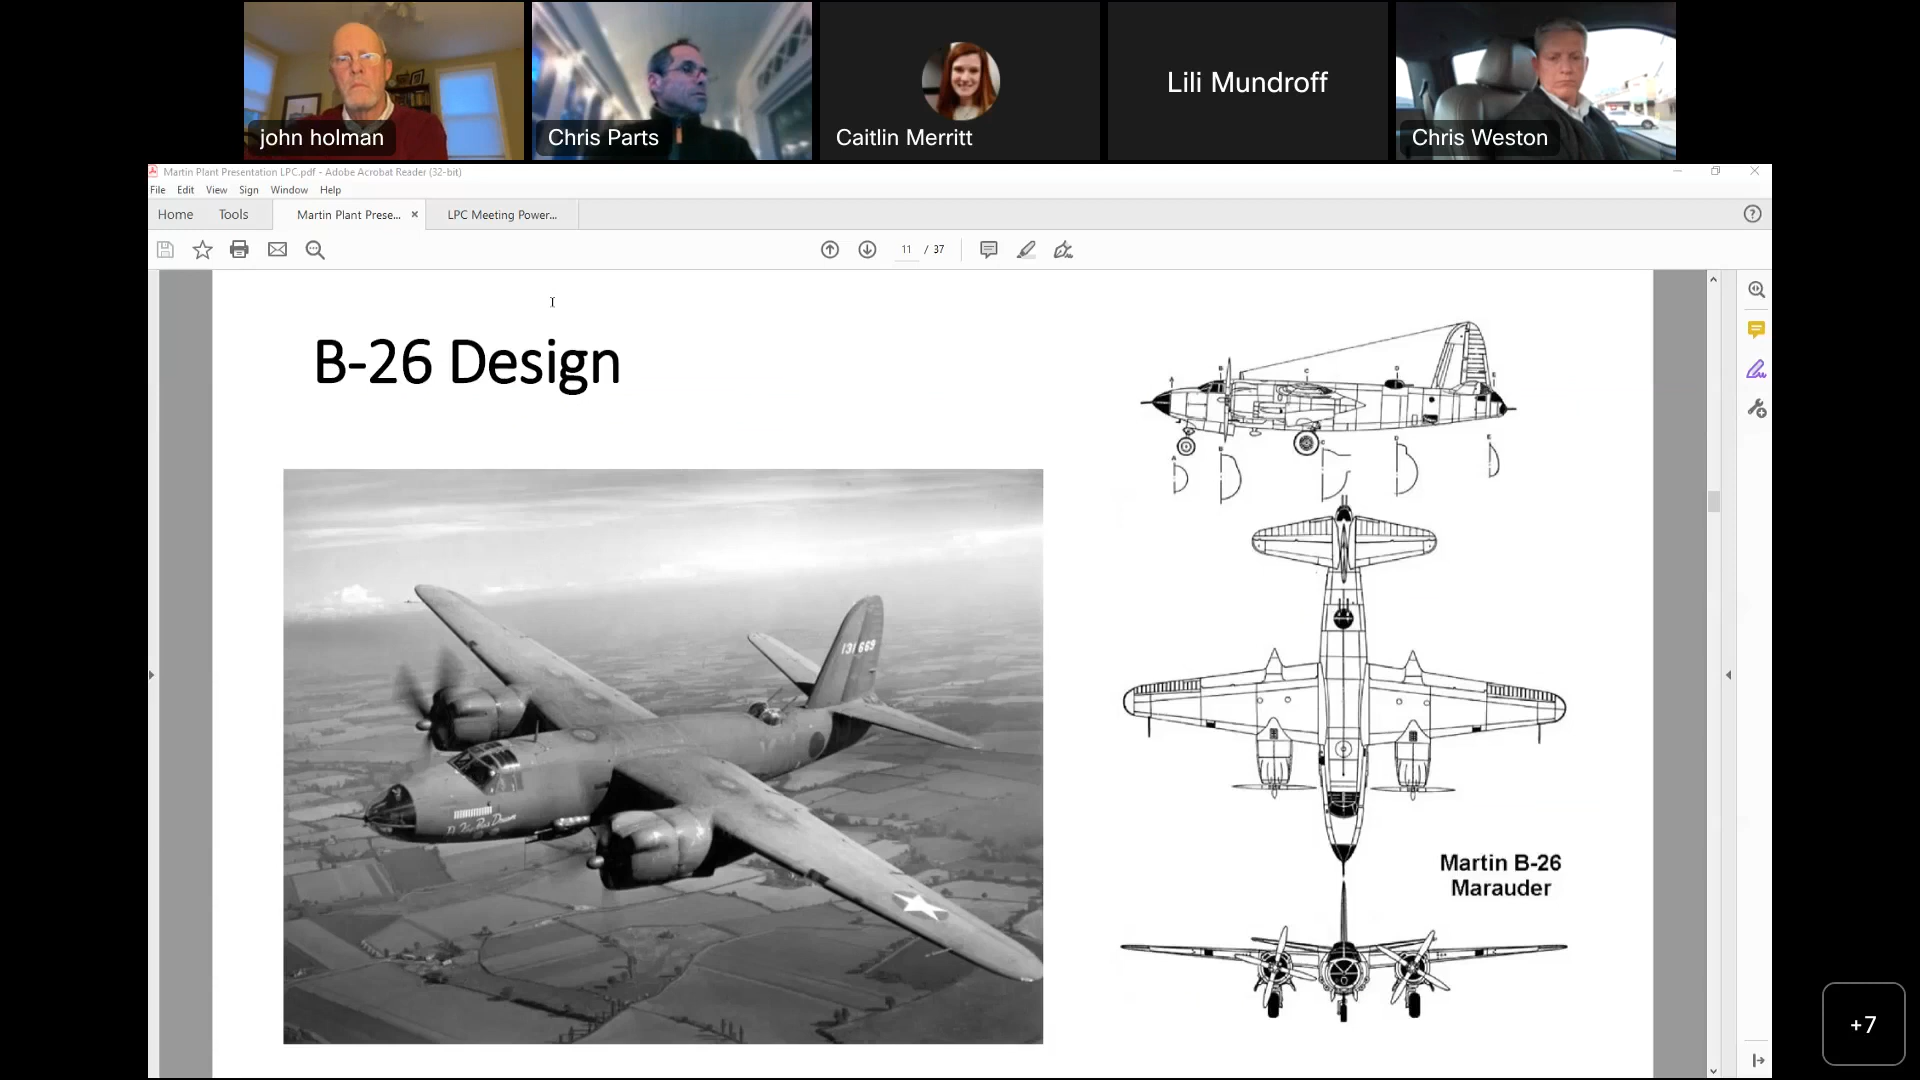 john holman
Chris Parts
Caitlin Merritt
Lili Mundroff
Chris Weston
Martin Plant Presentation LPC.pdf - Adobe Acrobat Reader (32-bit)
File Edit View Sign Window Help
Home Tools Martin Plant Prese... × LPC Meeting Power...
11 / 37
B-26 Design
A B C D E
A B C D E
131669
Martin B-26
Marauder
+7